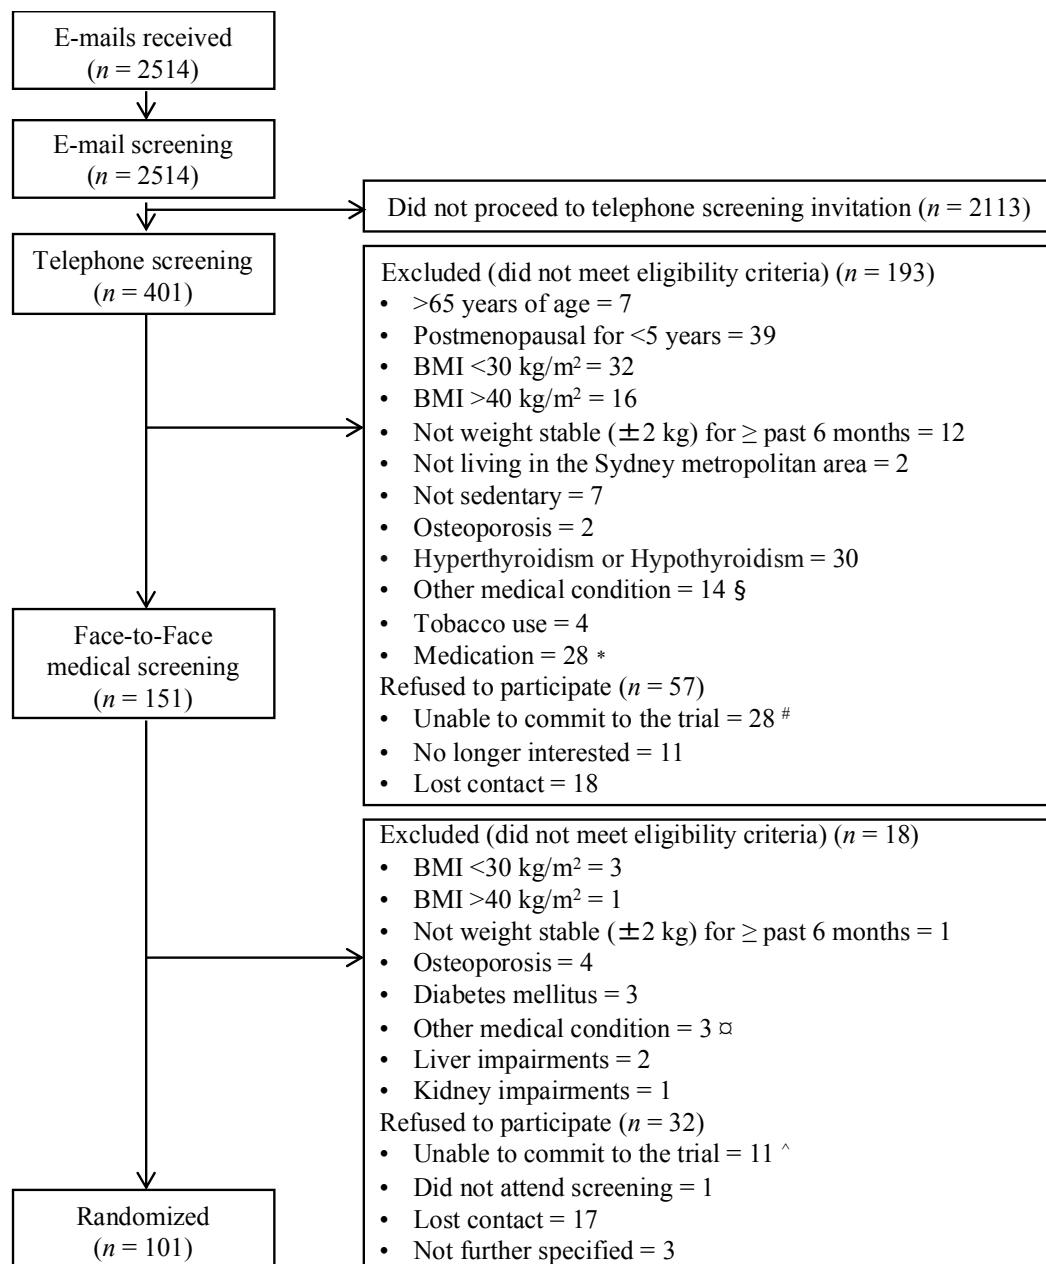 E-mails received
(n = 2514)
E-mail screening
(n = 2514)
Did not proceed to telephone screening invitation (n = 2113)
Telephone screening
(n = 401)
Excluded (did not meet eligibility criteria) (n = 193)
• >65 years of age = 7
• Postmenopausal for <5 years = 39
• BMI <30 kg/m² = 32
• BMI >40 kg/m² = 16
• Not weight stable (±2 kg) for ≥ past 6 months = 12
• Not living in the Sydney metropolitan area = 2
• Not sedentary = 7
• Osteoporosis = 2
• Hyperthyroidism or Hypothyroidism = 30
• Other medical condition = 14 §
• Tobacco use = 4
• Medication = 28 *
Refused to participate (n = 57)
• Unable to commit to the trial = 28 #
• No longer interested = 11
• Lost contact = 18
Face-to-Face
medical screening
(n = 151)
Excluded (did not meet eligibility criteria) (n = 18)
• BMI <30 kg/m² = 3
• BMI >40 kg/m² = 1
• Not weight stable (±2 kg) for ≥ past 6 months = 1
• Osteoporosis = 4
• Diabetes mellitus = 3
• Other medical condition = 3 ¤
• Liver impairments = 2
• Kidney impairments = 1
Refused to participate (n = 32)
• Unable to commit to the trial = 11 ^
• Did not attend screening = 1
• Lost contact = 17
• Not further specified = 3
Randomized
(n = 101)